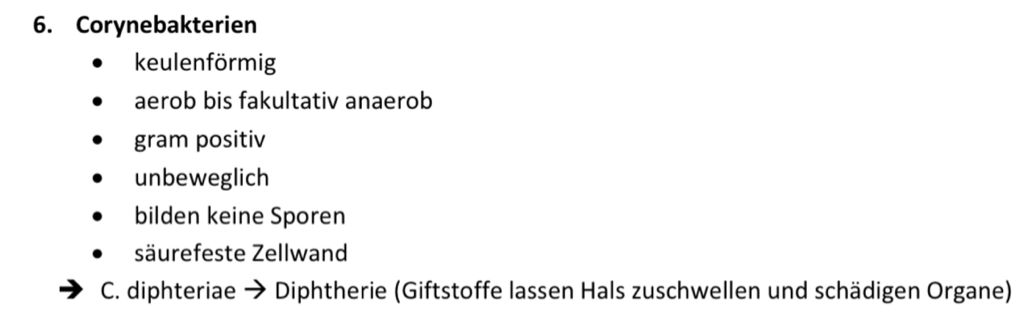 6. Corynebakterien
• keulenförmig
• aerob bis fakultativ anaerob
• gram positiv
• unbeweglich
• bilden keine Sporen
• säurefeste Zellwand
➔ C. diphteriae → Diphtherie (Giftstoffe lassen Hals zuschwellen und schädigen Organe)